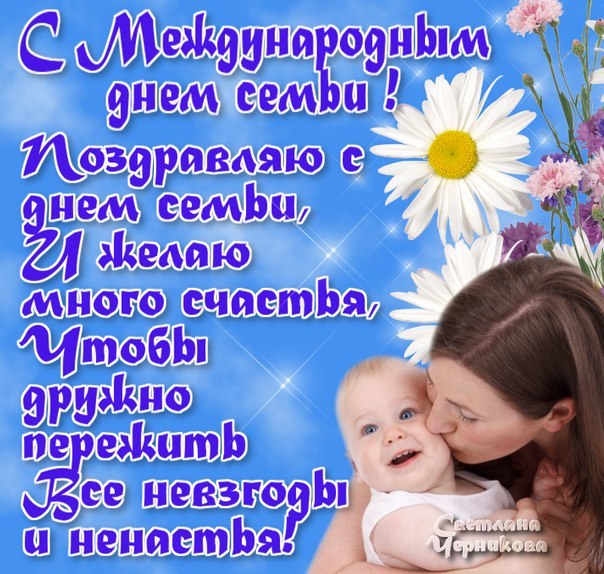 С Международным
днем семьи !
Поздравляю с
днем семьи,
И желаю
много счастья,
Чтобы
дружно
пережить
Все невзгоды
и ненастья!
Светлана
Черникова